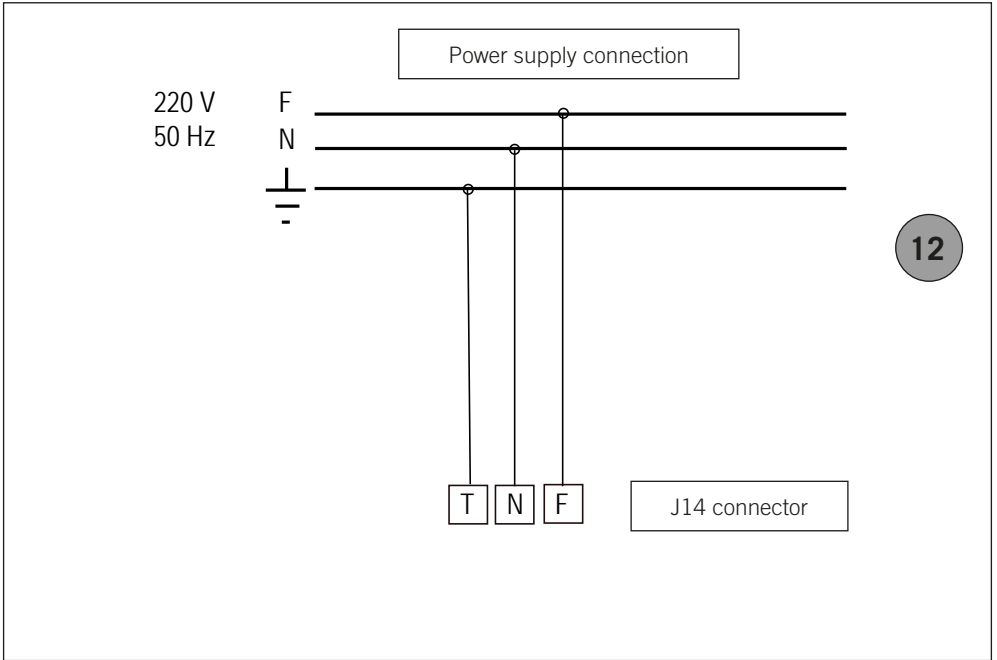 Power supply connection
220 V F
50 Hz N
12
T N F
J14 connector